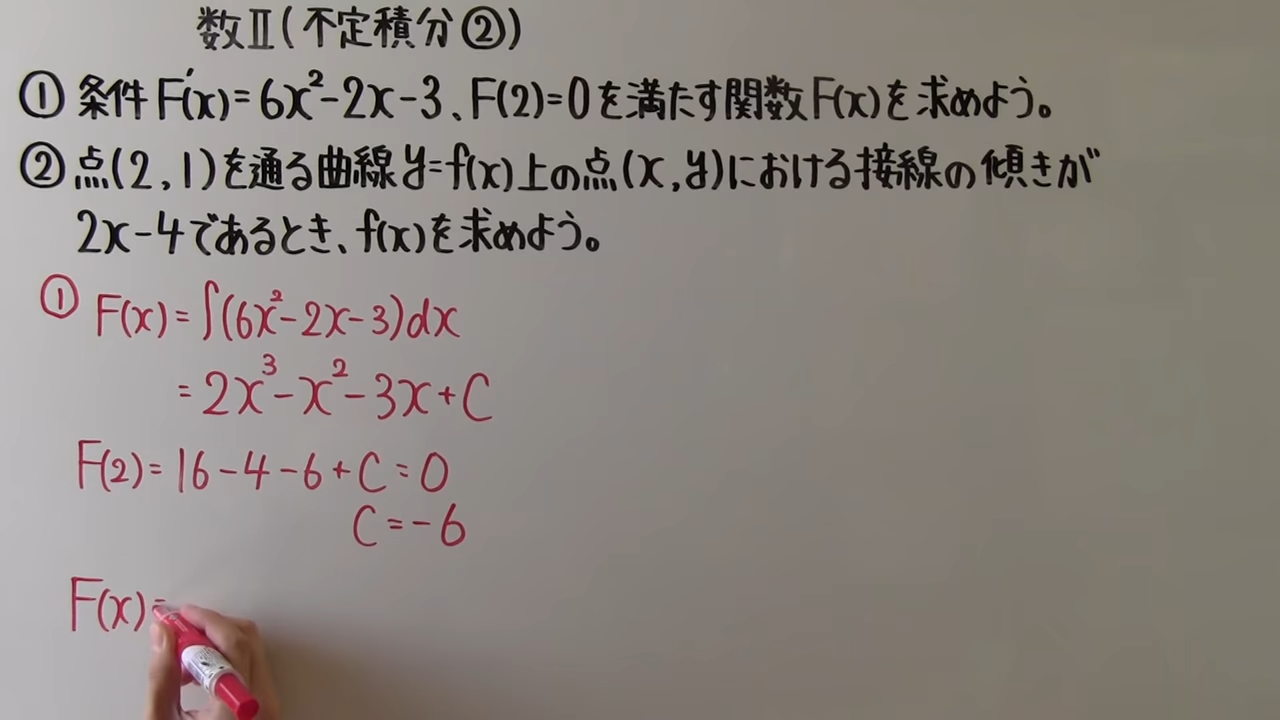 数Ⅱ(不定積分②)
① 条件F'(x)=6x²-2x-3、F(2)=0を満たす関数F(x)を求めよう。
② 点(2,1)を通る曲線y=f(x)上の点(x,y)における接線の傾きが
2x-4であるとき、f(x)を求めよう。
① F(x)=∫(6x²-2x-3)dx
=2x³-x²-3x+C
F(2)=16-4-6+C=0
C=-6
F(x)=